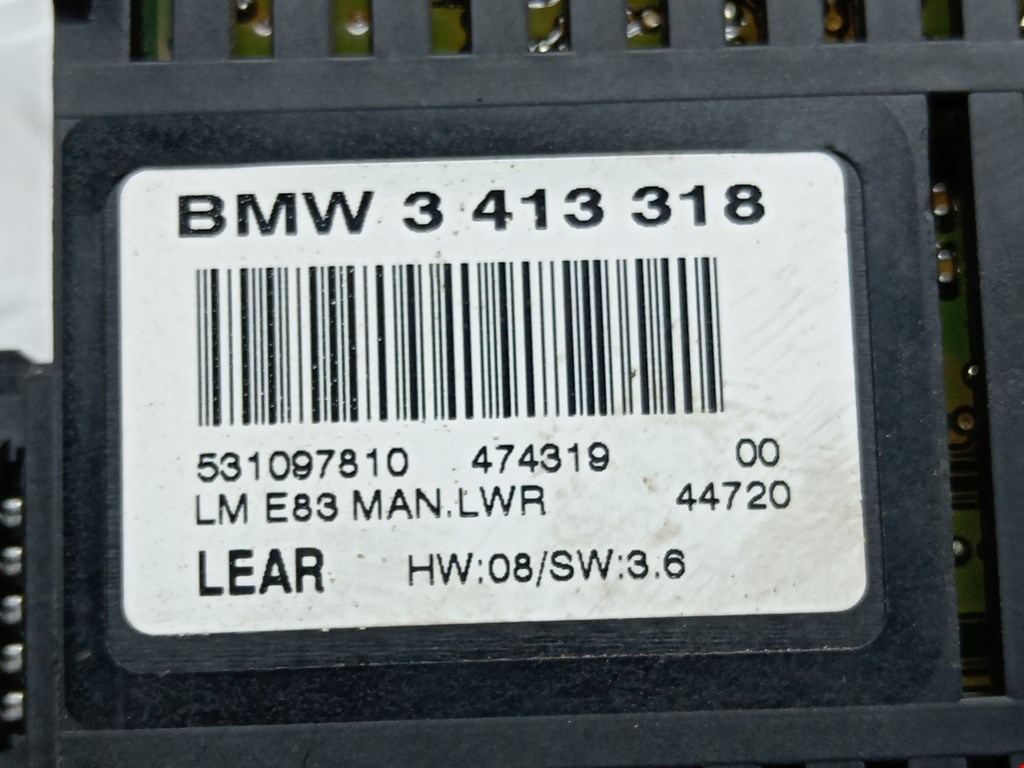 BMW 3 413 318
531097810 474319 00
LM E83 MAN.LWR 44720
LEAR HW:08/SW:3.6